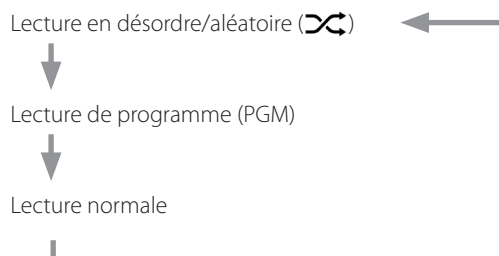 Lecture en désordre/aléatoire (🔀)
Lecture de programme (PGM)
Lecture normale